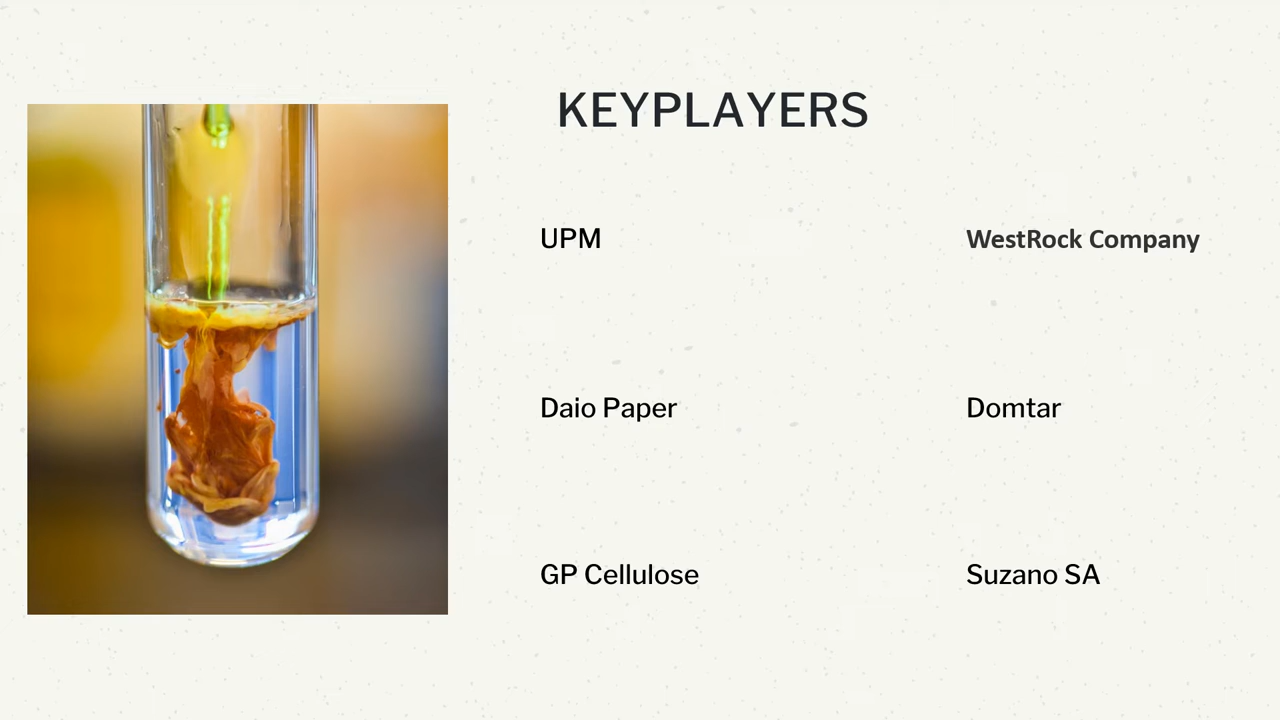 KEYPLAYERS
UPM
WestRock Company
Daio Paper
Domtar
GP Cellulose
Suzano SA